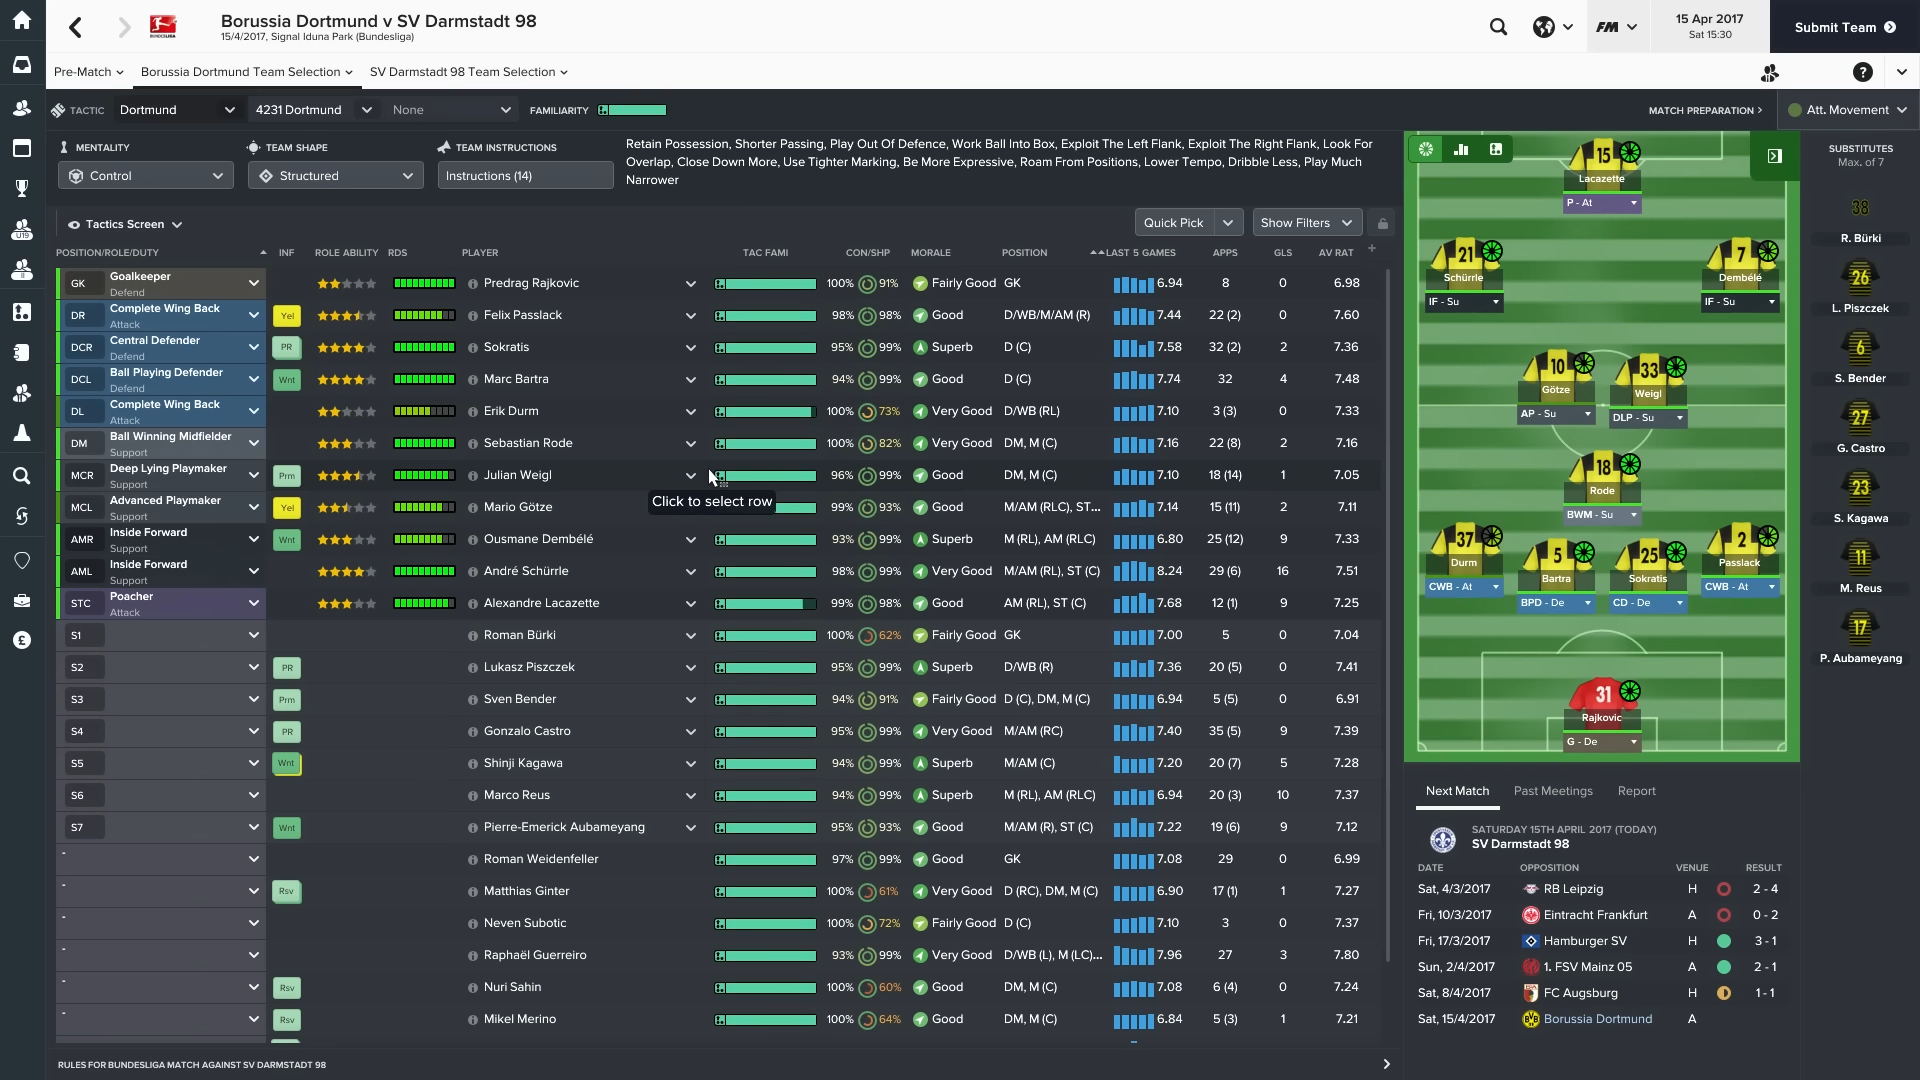 Borussia Dortmund v SV Darmstadt 98
15/4/2017, Signal Iduna Park (Bundesliga)
FM
15 Apr 2017
Sat 15:30
Submit Team
Pre-Match
Borussia Dortmund Team Selection
SV Darmstadt 98 Team Selection
TACTIC Dortmund 4231 Dortmund None FAMILIARITY
MATCH PREPARATION >
Att. Movement
MENTALITY
Control
TEAM SHAPE
Structured
TEAM INSTRUCTIONS
Instructions (14)
Retain Possession, Shorter Passing, Play Out Of Defence, Work Ball Into Box, Exploit The Left Flank, Exploit The Right Flank, Look For
Overlap, Close Down More, Use Tighter Marking, Be More Expressive, Roam From Positions, Lower Tempo, Dribble Less, Play Much
Narrower
Tactics Screen
Quick Pick
Show Filters
POSITION/ROLE/DUTY INF ROLE ABILITY RDS PLAYER TAC FAMI CON/SHP MORALE POSITION LAST 5 GAMES APPS GLS AV RAT
GK Goalkeeper Defend Predrag Rajkovic 100% 91% Fairly Good GK 6.94 8 0 6.98
DR Complete Wing Back Attack Yel Felix Passlack 98% 98% Good D/WB/M/AM (R) 7.44 22 (2) 0 7.60
DCR Central Defender Defend PR Sokratis 95% 99% Superb D (C) 7.58 32 (2) 2 7.36
DCL Ball Playing Defender Defend Wnt Marc Bartra 94% 99% Good D (C) 7.74 32 4 7.48
DL Complete Wing Back Attack Erik Durm 100% 73% Very Good D/WB (RL) 7.10 3 (3) 0 7.33
DM Ball Winning Midfielder Support Sebastian Rode 100% 82% Very Good DM, M (C) 7.16 22 (8) 2 7.16
MCR Deep Lying Playmaker Support Prm Julian Weigl 96% 99% Good DM, M (C) 7.10 18 (14) 1 7.05
Click to select row
MCL Advanced Playmaker Support Yel Mario Götze 99% 93% Good M/AM (RLC), ST... 7.14 15 (11) 2 7.11
AMR Inside Forward Support Wnt Ousmane Dembélé 93% 99% Superb M (RL), AM (RLC) 6.80 25 (12) 9 7.33
AML Inside Forward Support André Schürrle 98% 99% Very Good M/AM (RL), ST (C) 8.24 29 (6) 16 7.51
STC Poacher Attack Alexandre Lacazette 99% 98% Good AM (RL), ST (C) 7.68 12 (1) 9 7.25
S1 Roman Bürki 100% 62% Fairly Good GK 7.00 5 0 7.04
S2 PR Lukasz Piszczek 95% 99% Superb D/WB (R) 7.36 20 (5) 0 7.41
S3 Prm Sven Bender 94% 91% Fairly Good D (C), DM, M (C) 6.94 5 (5) 0 6.91
S4 PR Gonzalo Castro 95% 99% Very Good M/AM (RC) 7.40 35 (5) 9 7.39
S5 Wnt Shinji Kagawa 94% 99% Superb M/AM (C) 7.20 20 (7) 5 7.28
S6 Marco Reus 94% 99% Superb M (RL), AM (RLC) 6.94 20 (3) 10 7.37
S7 Wnt Pierre-Emerick Aubameyang 95% 93% Good M/AM (R), ST (C) 7.22 19 (6) 9 7.12
- Roman Weidenfeller 97% 99% Good GK 7.08 29 0 6.99
- Rsv Matthias Ginter 100% 61% Very Good D (RC), DM, M (C) 6.90 17 (1) 1 7.27
- Neven Subotic 100% 72% Fairly Good D (C) 7.10 3 0 7.37
- Raphaël Guerreiro 93% 99% Very Good D/WB (L), M (LC)... 7.96 27 3 7.80
- Rsv Nuri Sahin 100% 60% Good DM, M (C) 7.08 6 (4) 0 7.24
- Rsv Mikel Merino 100% 64% Good DM, M (C) 6.84 5 (3) 1 7.21
RULES FOR BUNDESLIGA MATCH AGAINST SV DARMSTADT 98
15
Lacazette
P - At
21
Schürrle
IF - Su
7
Dembélé
IF - Su
10
Götze
AP - Su
33
Weigl
DLP - Su
18
Rode
BWM - Su
37
Durm
CWB - At
5
Bartra
BPD - De
25
Sokratis
CD - De
2
Passlack
CWB - At
31
Rajkovic
G - De
SUBSTITUTES
Max. of 7
38
R. Bürki
26
L. Piszczek
6
S. Bender
27
G. Castro
23
S. Kagawa
11
M. Reus
17
P. Aubameyang
Next Match Past Meetings Report
SATURDAY 15TH APRIL 2017 (TODAY)
SV Darmstadt 98
DATE OPPOSITION VENUE RESULT
Sat, 4/3/2017 RB Leipzig H 2 - 4
Fri, 10/3/2017 Eintracht Frankfurt A 0 - 2
Fri, 17/3/2017 Hamburger SV H 3 - 1
Sun, 2/4/2017 1. FSV Mainz 05 A 2 - 1
Sat, 8/4/2017 FC Augsburg H 1 - 1
Sat, 15/4/2017 Borussia Dortmund A